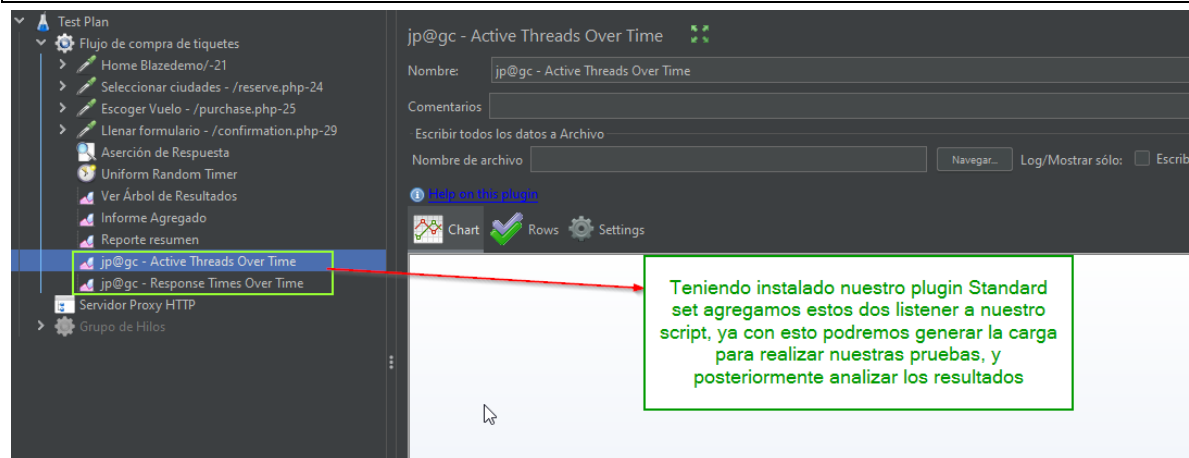 Test Plan
Flujo de compra de tiquetes
Home Blazedemo/-21
Seleccionar ciudades - /reserve.php-24
Escoger Vuelo - /purchase.php-25
Llenar formulario - /confirmation.php-29
Aserción de Respuesta
Uniform Random Timer
Ver Árbol de Resultados
Informe Agregado
Reporte resumen
jp@gc - Active Threads Over Time
jp@gc - Response Times Over Time
Servidor Proxy HTTP
Grupo de Hilos
jp@gc - Active Threads Over Time
Nombre: jp@gc - Active Threads Over Time
Comentarios
Escribir todos los datos a Archivo
Nombre de archivo Navegar... Log/Mostrar sólo: Escrib
Help on this plugin
Chart Rows Settings
Teniendo instalado nuestro plugin Standard
set agregamos estos dos listener a nuestro
script, ya con esto podremos generar la carga
para realizar nuestras pruebas, y
posteriormente analizar los resultados